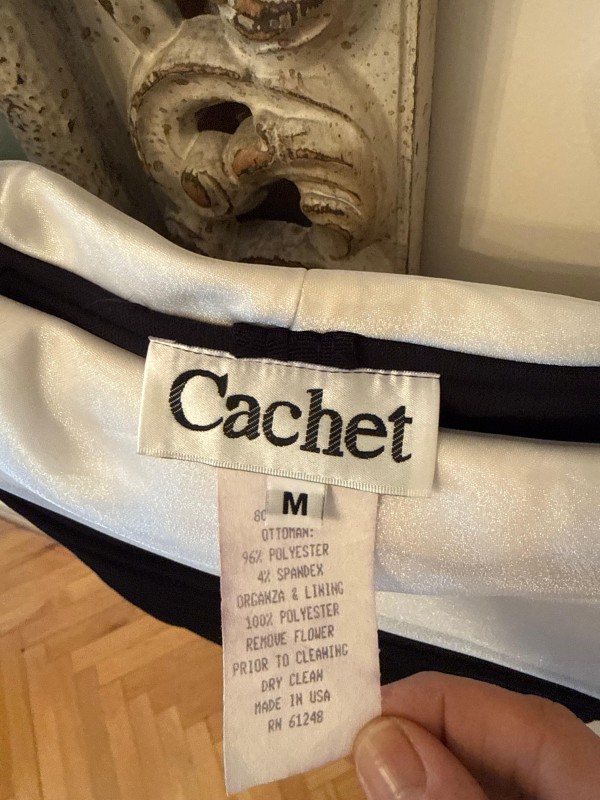 Cachet
M
OTTOMAN:
96% POLYESTER
4% SPANDEX
ORGANZA & LINING
100% POLYESTER
REMOVE FLOWER
PRIOR TO CLEANING
DRY CLEAN
MADE IN USA
RN 61248